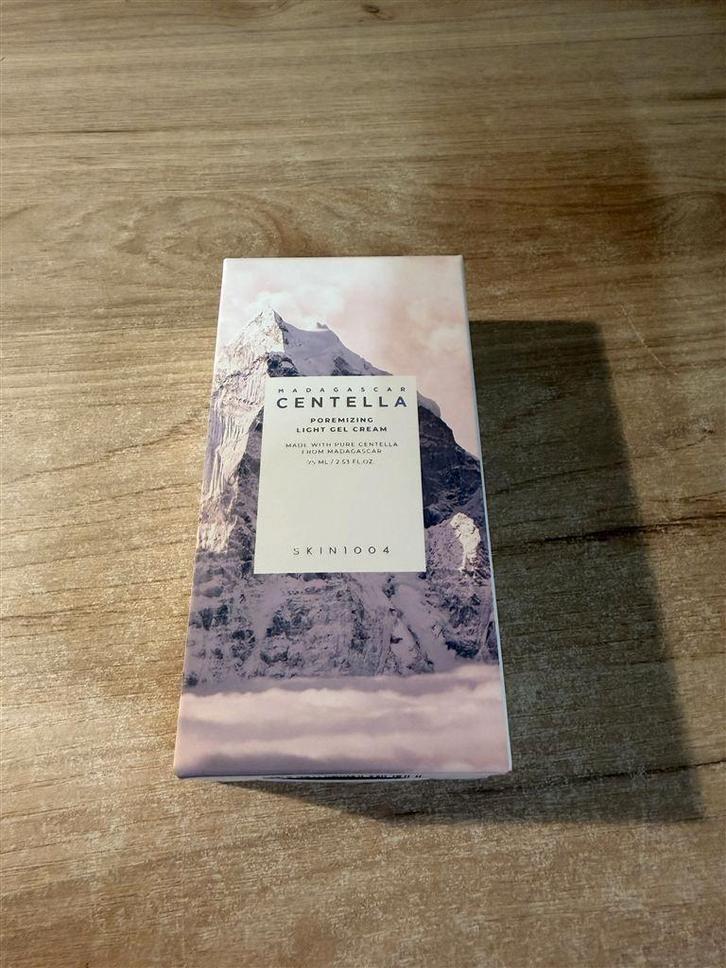 MADAGASCAR
CENTELLA
POREMIZING
LIGHT GEL CREAM
MADE WITH PURE CENTELLA
FROM MADAGASCAR
75 ML / 2.53 FL.OZ.
SKIN1004